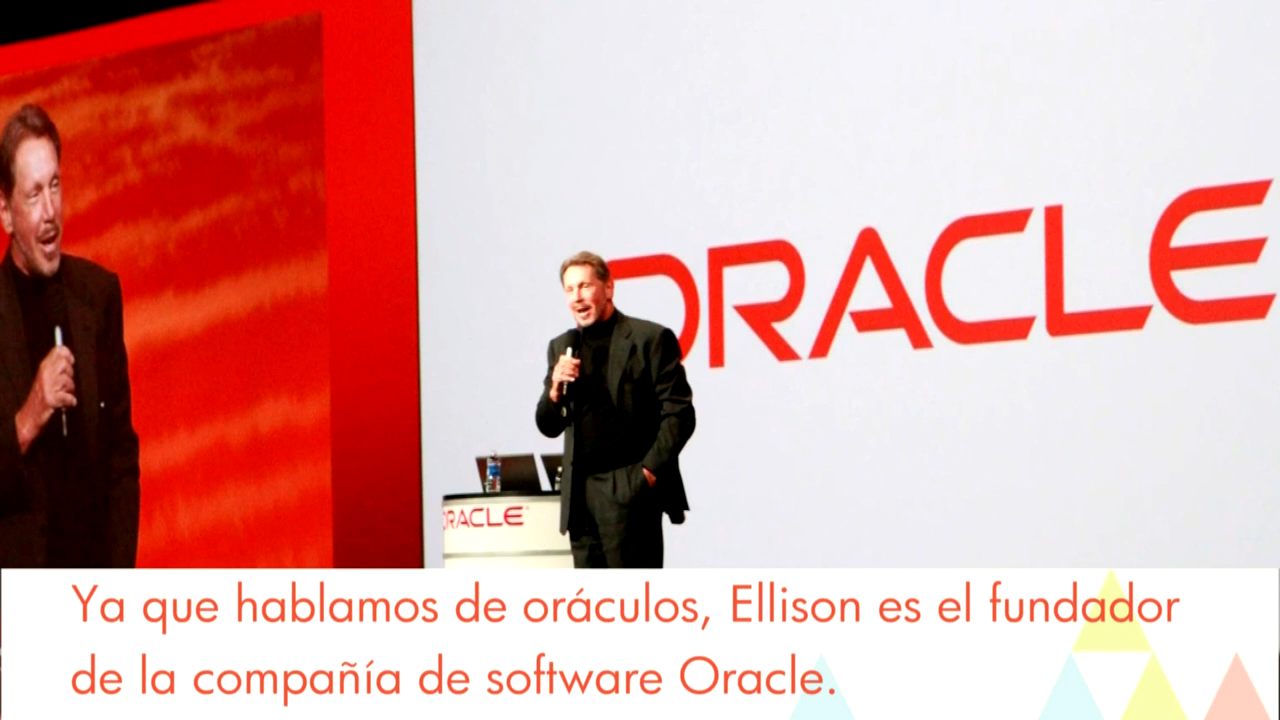 ORACLE
ORACLE
Ya que hablamos de oráculos, Ellison es el fundador
de la compañía de software Oracle.